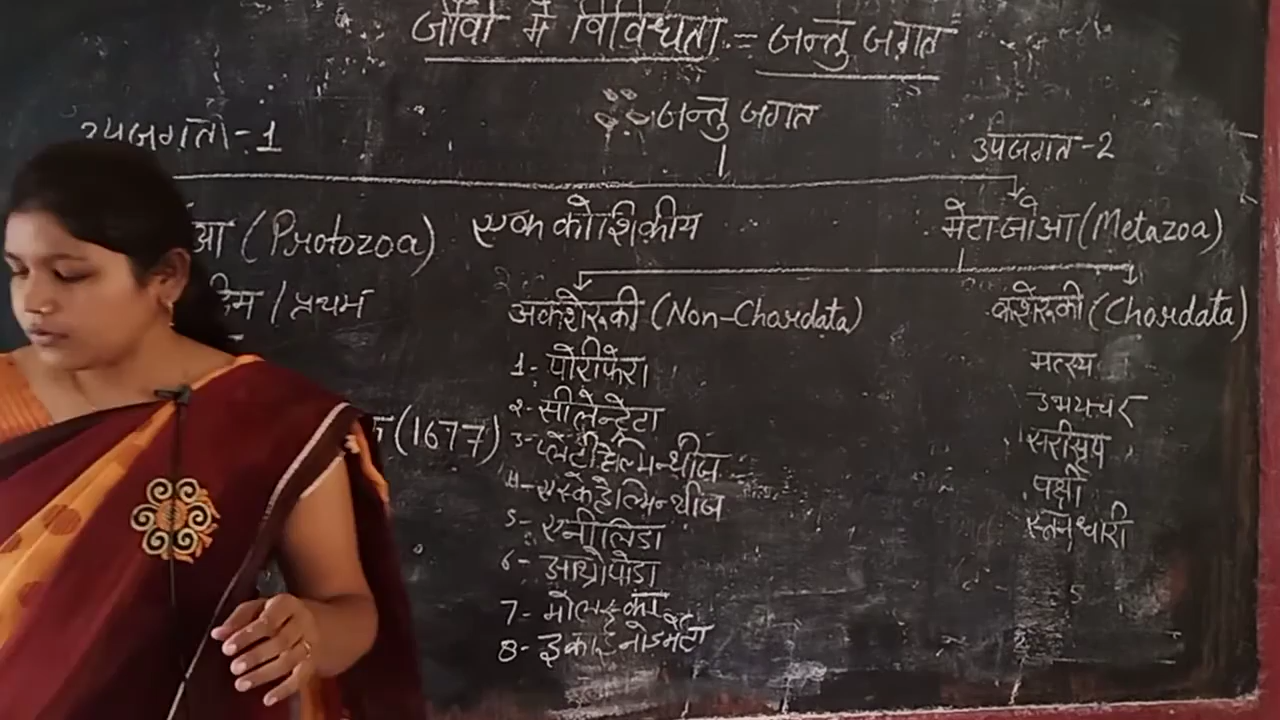 जीवों में विविधता = जन्तु जगत
जन्तु जगत
उपजगत - 1
उपजगत - 2
आ (Protozoa) एक कोशिकीय
मेटाजोआ (Metazoa)
/ प्रथम
अकशेरूकी (Non-Chordata)
कशेरूकी (Chordata)
1- पोरीफेरा
मत्स्य
2- सीलेन्ट्रेटा
उभयचर
(1677)
3- प्लेटीहेल्मिन्थीज
सरीसृप
4- एस्केहेल्मिन्थीज
पक्षी
5- एनीलिडा
स्तनधारी
6- आर्थ्रोपोडा
7- मोलस्का
8- इकाइनोडर्मेटा